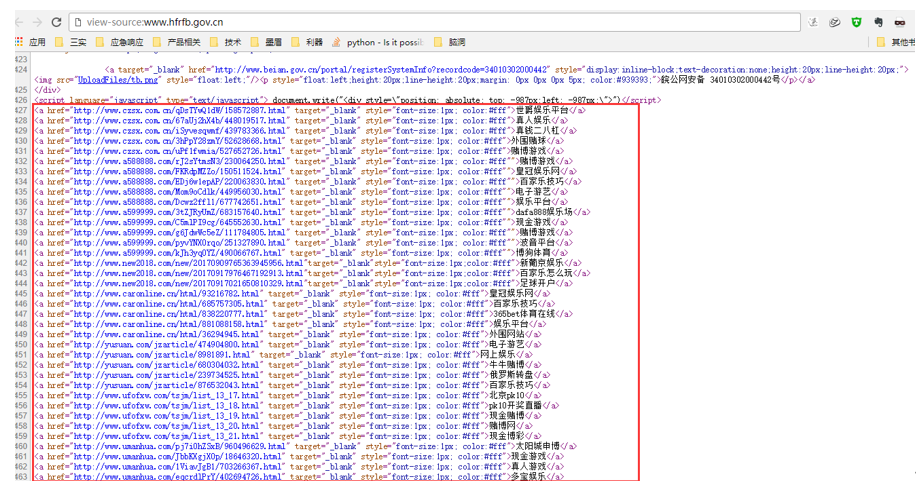 view-source:www.hfrfb.gov.cn
应用 三实 应急响应 产品相关 技术 墨眉 利器 python - Is it possib 脑洞 其他书
423
424 <a target="_blank" href="http://www.beian.gov.cn/portal/registerSystemInfo?recordcode=34010302000442" style="display:inline-block;text-decoration:none;height:20px;line-height:20px;">
<img src="UploadFiles/tb.png" style="float:left;"/><p style="float:left;height:20px;line-height:20px;margin: 0px 0px 0px 5px; color:#939393;">皖公网安备 34010302000442号</p></a>
425 </div>
426 <script language="javascript" type="text/javascript"> document.write("<div style=\"position: absolute; top: -987px;left: -987px;\">")</script>
427 <a href="http://www.czsx.com.cn/qDsTYwQ1dW/158572887.html" target="_blank" style="font-size:1px; color:#fff">世爵娱乐平台</a>
428 <a href="http://www.czsx.com.cn/67aUj2hX4b/448019517.html" target="_blank" style="font-size:1px; color:#fff">真人娱乐</a>
429 <a href="http://www.czsx.com.cn/iSyvesqwmf/439783366.html" target="_blank" style="font-size:1px; color:#fff">真钱二八杠</a>
430 <a href="http://www.czsx.com.cn/3hPpY28zmY/52628668.html" target="_blank" style="font-size:1px; color:#fff">外围赌球</a>
431 <a href="http://www.czsx.com.cn/uPf1fwmia/527652726.html" target="_blank" style="font-size:1px; color:#fff">赌博游戏</a>
432 <a href="http://www.a588888.com/rJ2sYtmsN3/230064250.html" target="_blank" style="font-size:1px; color:#fff"">赌博游戏</a>
433 <a href="http://www.a588888.com/PKRdpMZZo/150511524.html" target="_blank" style="font-size:1px; color:#fff">皇冠娱乐网</a>
434 <a href="http://www.a588888.com/EDj6wlepAP/220063830.html" target="_blank" style="font-size:1px; color:#fff"">百家乐技巧</a>
435 <a href="http://www.a588888.com/Mom9oCdlk/449956030.html" target="_blank" style="font-size:1px; color:#fff">电子游艺</a>
436 <a href="http://www.a588888.com/Dcwz2ffl1/677742651.html" target="_blank" style="font-size:1px; color:#fff">娱乐平台</a>
437 <a href="http://www.a599999.com/3tZJRyUmZ/683157640.html" target="_blank" style="font-size:1px; color:#fff">dafa888娱乐场</a>
438 <a href="http://www.a599999.com/C5mlPI9cg/645552630.html" target="_blank" style="font-size:1px; color:#fff">现金游戏</a>
439 <a href="http://www.a599999.com/g6JdwWc5eZ/111784805.html" target="_blank" style="font-size:1px; color:#fff"">赌博游戏</a>
440 <a href="http://www.a599999.com/pyvYNX0rqo/251327890.html" target="_blank" style="font-size:1px; color:#fff"">波音平台</a>
441 <a href="http://www.a599999.com/kJh3yqOYZ/490066767.html" target="_blank" style="font-size:1px; color:#fff">博狗体育</a>
442 <a href="http://www.new2018.com/new/2017090976536394​5956.html" target="_blank" style="font-size:1px; color:#fff">新葡京娱乐</a>
443 <a href="http://www.new2018.com/new/2017091797646​7192913.html" target="_blank" style="font-size:1px; color:#fff">百家乐怎么玩</a>
444 <a href="http://www.new2018.com/new/2017091702165​0810329.html" target="_blank" style="font-size:1px; color:#fff">足球开户</a>
445 <a href="http://www.caronline.cn/html/93216782.html" target="_blank" style="font-size:1px; color:#fff">皇冠娱乐网</a>
446 <a href="http://www.caronline.cn/html/685757305.html" target="_blank" style="font-size:1px; color:#fff">百家乐技巧</a>
447 <a href="http://www.caronline.cn/html/838220777.html" target="_blank" style="font-size:1px; color:#fff">365bet体育在线</a>
448 <a href="http://www.caronline.cn/html/881088158.html" target="_blank" style="font-size:1px; color:#fff">娱乐平台</a>
449 <a href="http://www.caronline.cn/html/36294945.html" target="_blank" style="font-size:1px; color:#fff">外围网站</a>
450 <a href="http://yusuan.com/jzarticle/474904800.html" target="_blank" style="font-size:1px; color:#fff">电子游艺</a>
451 <a href="http://yusuan.com/jzarticle/8981891.html" target="_blank" style="font-size:1px; color:#fff">网上娱乐</a>
452 <a href="http://yusuan.com/jzarticle/680304032.html" target="_blank" style="font-size:1px; color:#fff">牛牛赌博</a>
453 <a href="http://yusuan.com/jzarticle/239734525.html" target="_blank" style="font-size:1px; color:#fff">俄罗斯转盘</a>
454 <a href="http://yusuan.com/jzarticle/876532043.html" target="_blank" style="font-size:1px; color:#fff">百家乐技巧</a>
455 <a href="http://www.ufofxw.com/tsjm/list_13_17.html" target="_blank" style="font-size:1px; color:#fff">北京pk10</a>
456 <a href="http://www.ufofxw.com/tsjm/list_13_18.html" target="_blank" style="font-size:1px; color:#fff">pk10开奖直播</a>
457 <a href="http://www.ufofxw.com/tsjm/list_13_19.html" target="_blank" style="font-size:1px; color:#fff">现金赌博</a>
458 <a href="http://www.ufofxw.com/tsjm/list_13_20.html" target="_blank" style="font-size:1px; color:#fff">赌博网</a>
459 <a href="http://www.ufofxw.com/tsjm/list_13_21.html" target="_blank" style="font-size:1px; color:#fff">现金博彩</a>
460 <a href="http://www.umanhua.com/pj7i0hZSxB/960496629.html" target="_blank" style="font-size:1px; color:#fff">太阳城申博</a>
461 <a href="http://www.umanhua.com/JbbKXgjX0p/18646320.html" target="_blank" style="font-size:1px; color:#fff">现金游戏</a>
462 <a href="http://www.umanhua.com/1ViavJgB1/703266367.html" target="_blank" style="font-size:1px; color:#fff">真人游戏</a>
463 <a href="http://www.umanhua.com/eqcrdlPrY/402694726.html" target="_blank" style="font-size:1px; color:#fff">多宝娱乐</a>